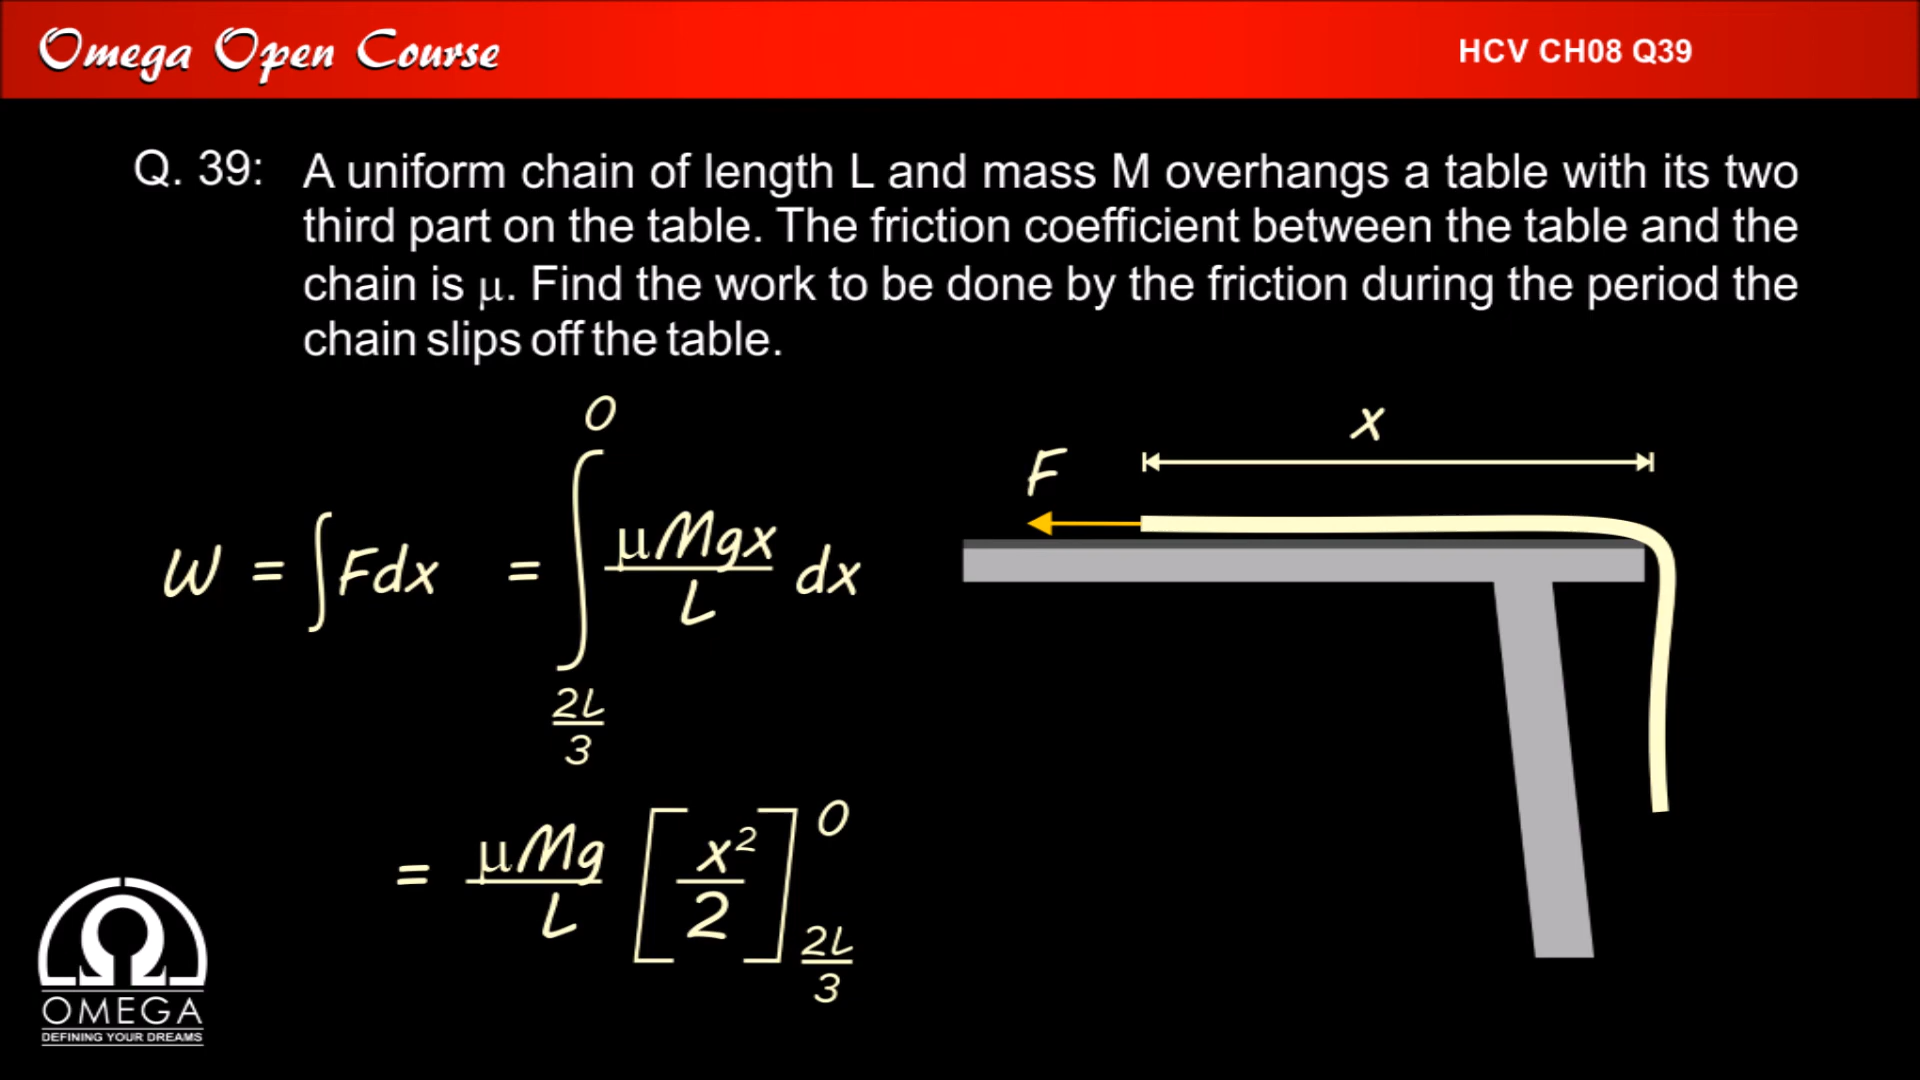 Omega Open Course
HCV CH08 Q39
Q. 39: A uniform chain of length L and mass M overhangs a table with its two
third part on the table. The friction coefficient between the table and the
chain is μ. Find the work to be done by the friction during the period the
chain slips off the table.
W = ∫Fdx = ∫_{2L/3}^{0} μMgx/L dx
= μMg/L [x²/2]_{2L/3}^{0}
F
x
OMEGA
DEFINING YOUR DREAMS